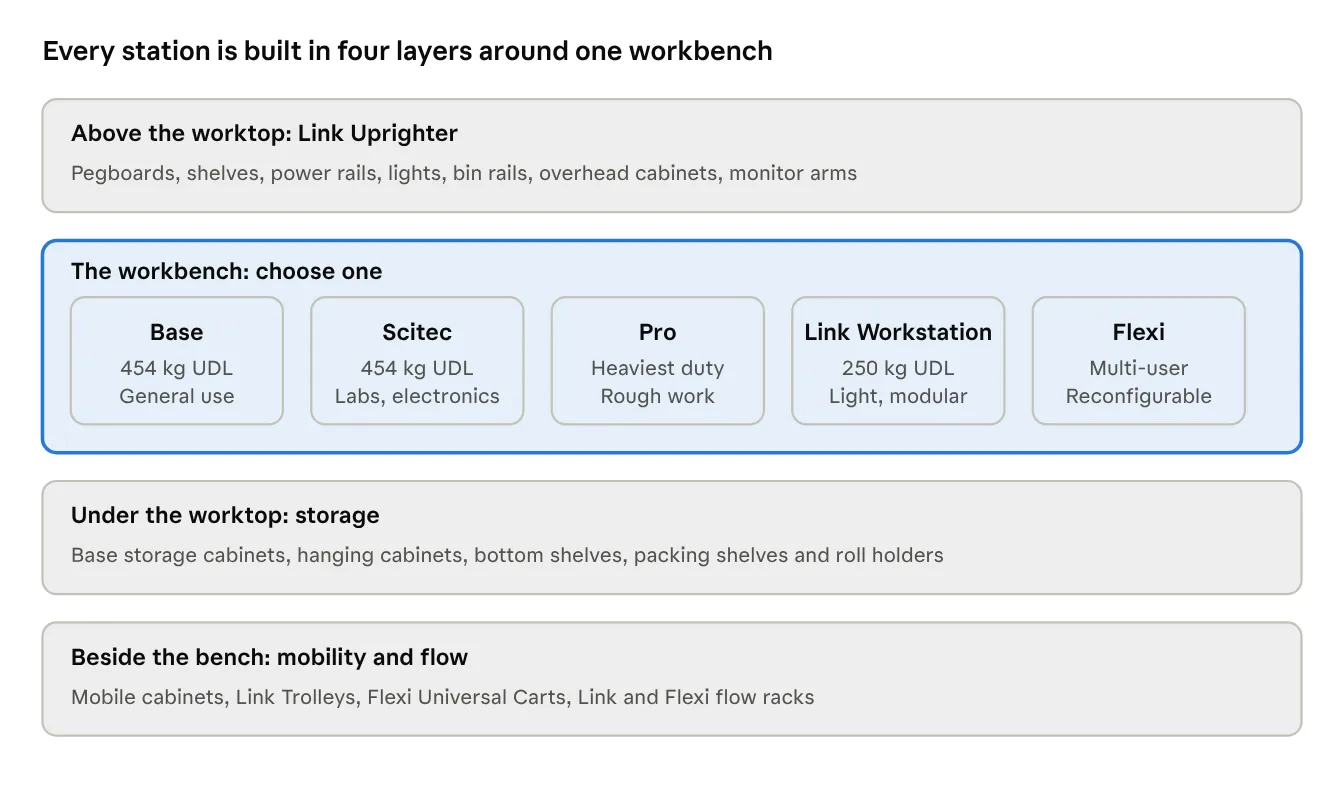 Every station is built in four layers around one workbench
Above the worktop: Link Uprighter
Pegboards, shelves, power rails, lights, bin rails, overhead cabinets, monitor arms
The workbench: choose one
Base
454 kg UDL
General use
Scitec
454 kg UDL
Labs, electronics
Pro
Heaviest duty
Rough work
Link Workstation
250 kg UDL
Light, modular
Flexi
Multi-user
Reconfigurable
Under the worktop: storage
Base storage cabinets, hanging cabinets, bottom shelves, packing shelves and roll holders
Beside the bench: mobility and flow
Mobile cabinets, Link Trolleys, Flexi Universal Carts, Link and Flexi flow racks